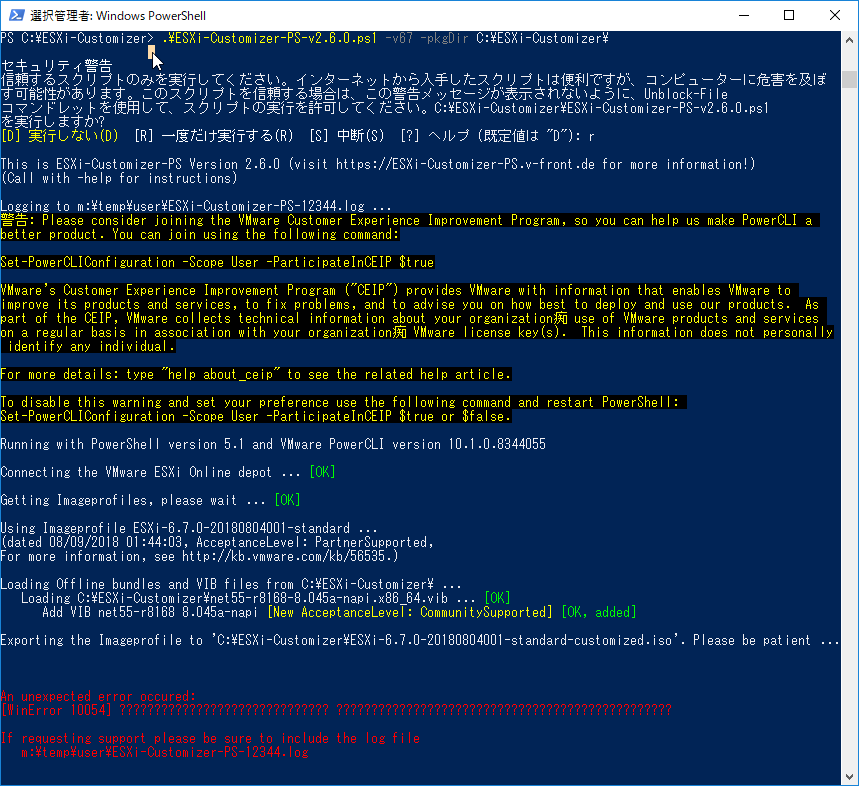 選択管理者: Windows PowerShell
PS C:¥ESXi-Customizer> .¥ESXi-Customizer-PS-v2.6.0.ps1 -v67 -pkgDir C:¥ESXi-Customizer¥
セキュリティ警告
信頼するスクリプトのみを実行してください。インターネットから入手したスクリプトは便利ですが、コンピューターに危害を及ぼ
す可能性があります。このスクリプトを信頼する場合は、この警告メッセージが表示されないように、Unblock-File
コマンドレットを使用して、スクリプトの実行を許可してください。C:¥ESXi-Customizer¥ESXi-Customizer-PS-v2.6.0.ps1
を実行しますか?
[D] 実行しない(D)  [R] 一度だけ実行する(R)  [S] 中断(S)  [?] ヘルプ (既定値は "D"): r
This is ESXi-Customizer-PS Version 2.6.0 (visit https://ESXi-Customizer-PS.v-front.de for more information!)
(Call with -help for instructions)
Logging to m:¥temp¥user¥ESXi-Customizer-PS-12344.log ...
警告: Please consider joining the VMware Customer Experience Improvement Program, so you can help us make PowerCLI a
better product. You can join using the following command:
Set-PowerCLIConfiguration -Scope User -ParticipateInCEIP $true
VMware's Customer Experience Improvement Program ("CEIP") provides VMware with information that enables VMware to
improve its products and services, to fix problems, and to advise you on how best to deploy and use our products.  As
part of the CEIP, VMware collects technical information about your organization痴 use of VMware products and services
on a regular basis in association with your organization痴 VMware license key(s).  This information does not personally
identify any individual.
For more details: type "help about_ceip" to see the related help article.
To disable this warning and set your preference use the following command and restart PowerShell:
Set-PowerCLIConfiguration -Scope User -ParticipateInCEIP $true or $false.
Running with PowerShell version 5.1 and VMware PowerCLI version 10.1.0.8344055
Connecting the VMware ESXi Online depot ... [OK]
Getting Imageprofiles, please wait ... [OK]
Using Imageprofile ESXi-6.7.0-20180804001-standard ...
(dated 08/09/2018 01:44:03, AcceptanceLevel: PartnerSupported,
For more information, see http://kb.vmware.com/kb/56535.)
Loading Offline bundles and VIB files from C:¥ESXi-Customizer¥ ...
Loading C:¥ESXi-Customizer¥net55-r8168-8.045a-napi.x86_64.vib ... [OK]
Add VIB net55-r8168 8.045a-napi [New AcceptanceLevel: CommunitySupported] [OK, added]
Exporting the Imageprofile to 'C:¥ESXi-Customizer¥ESXi-6.7.0-20180804001-standard-customized.iso'. Please be patient ...
An unexpected error occured:
[WinError 10054] ?????????????????????????????? ????????????????????????????????????????????????
If requesting support please be sure to include the log file
m:¥temp¥user¥ESXi-Customizer-PS-12344.log